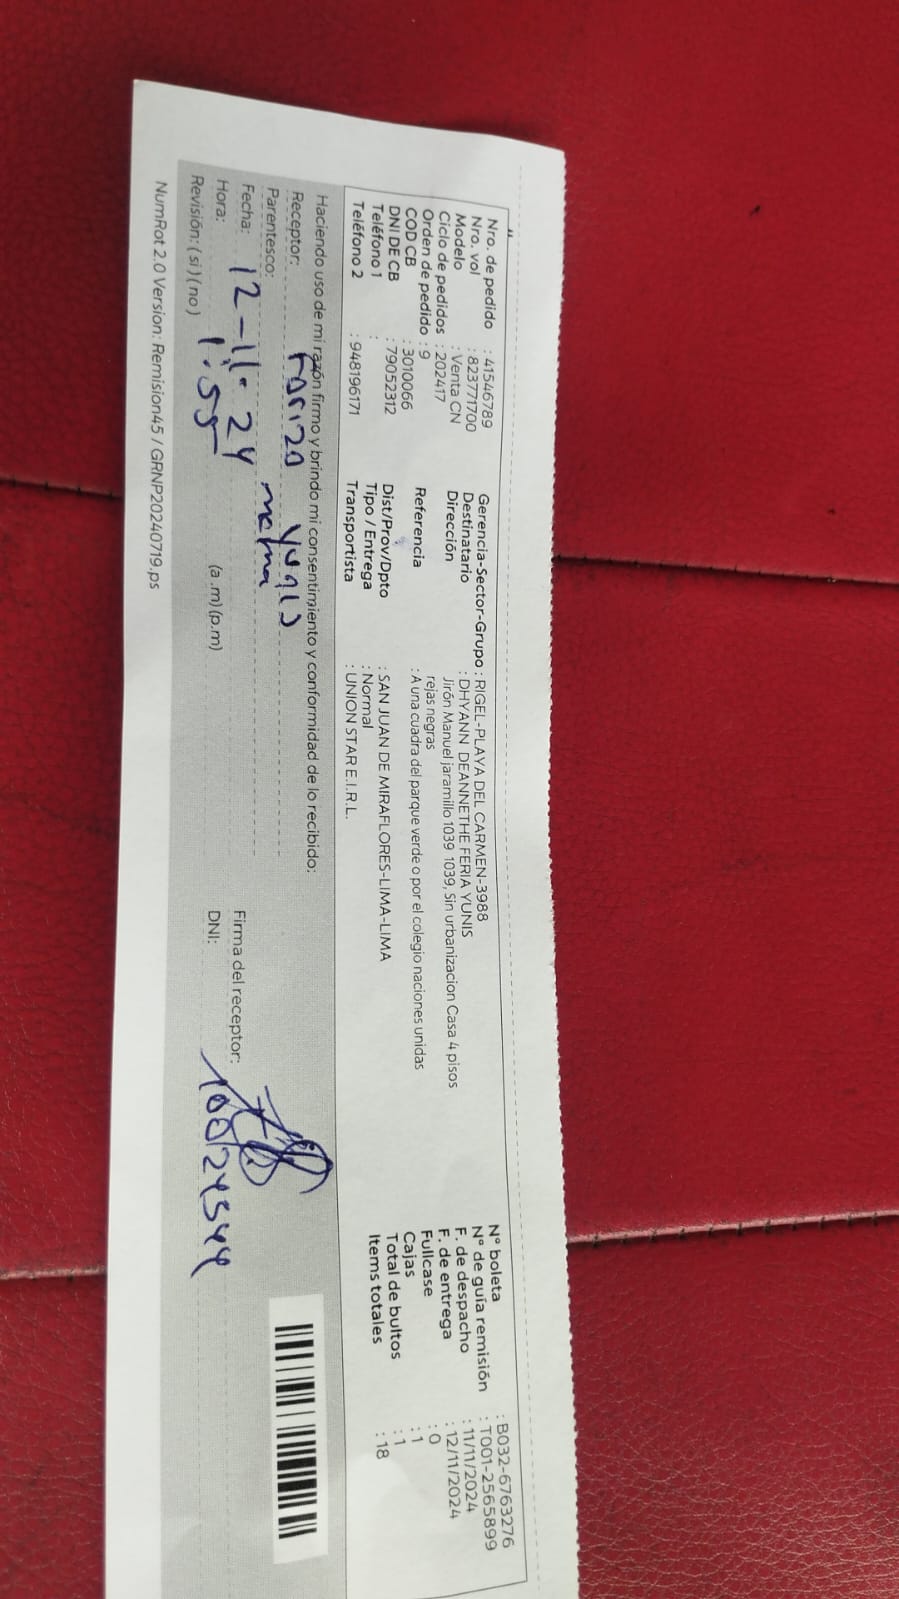 Nro. de pedido : 41546789
Nro. vol : 82371700
Modelo : Venta CN
Ciclo de pedidos : 202417
Orden de pedido : 9
COD CB : 3010066
DNI DE CB : 79052312
Teléfono 1 :
Teléfono 2 : 948196171
Gerencia-Sector-Grupo : RIGEL-PLAYA DEL CARMEN-3988
Destinatario : DHYANN DEANNETHE FERIA YUNIS
Dirección Jirón Manuel jaramillo 1039 1039, Sin urbanizacion Casa 4 pisos
rejas negras
Referencia : A una cuadra del parque verde o por el colegio naciones unidas
Dist/Prov/Dpto : SAN JUAN DE MIRAFLORES-LIMA-LIMA
Tipo / Entrega : Normal
Transportista : UNION STAR E.I.R.L.
N° boleta : B032-6763276
N° de guía remisión : T001-2565899
F. de despacho : 11/11/2024
F. de entrega : 12/11/2024
Fullcase : 0
Cajas : 1
Total de bultos : 1
Items totales : 18
Haciendo uso de mi razón firmo y brindo mi consentimiento y conformidad de lo recibido:
Receptor: Yunis
Parentesco: mama
Fecha: 12-11-24
Hora: 1:55 (a.m) (p.m)
Revisión: ( si ) ( no )
Firma del receptor:
DNI:
NumRot 2.0 Version: Remision45 / GRNP20240719.ps